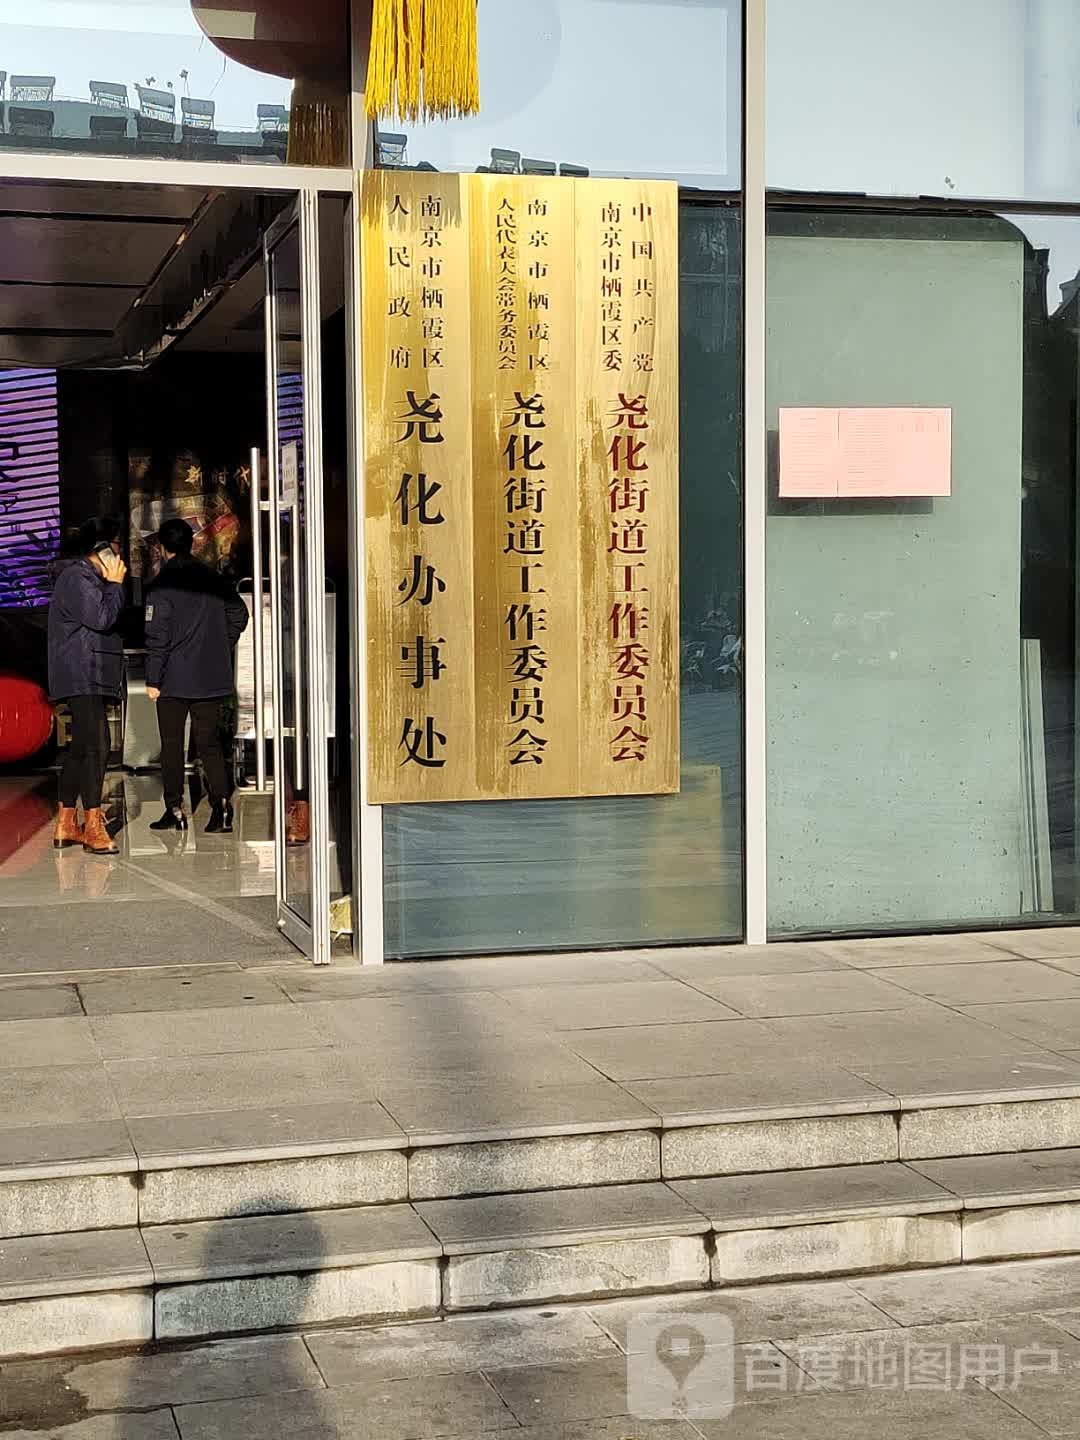 中国共产党
南京市栖霞区委
尧化街道工作委员会
南京市栖霞区
人民代表大会常务委员会
尧化街道工作委员会
南京市栖霞区
人民政府
尧化办事处
新时代
百度地图用户